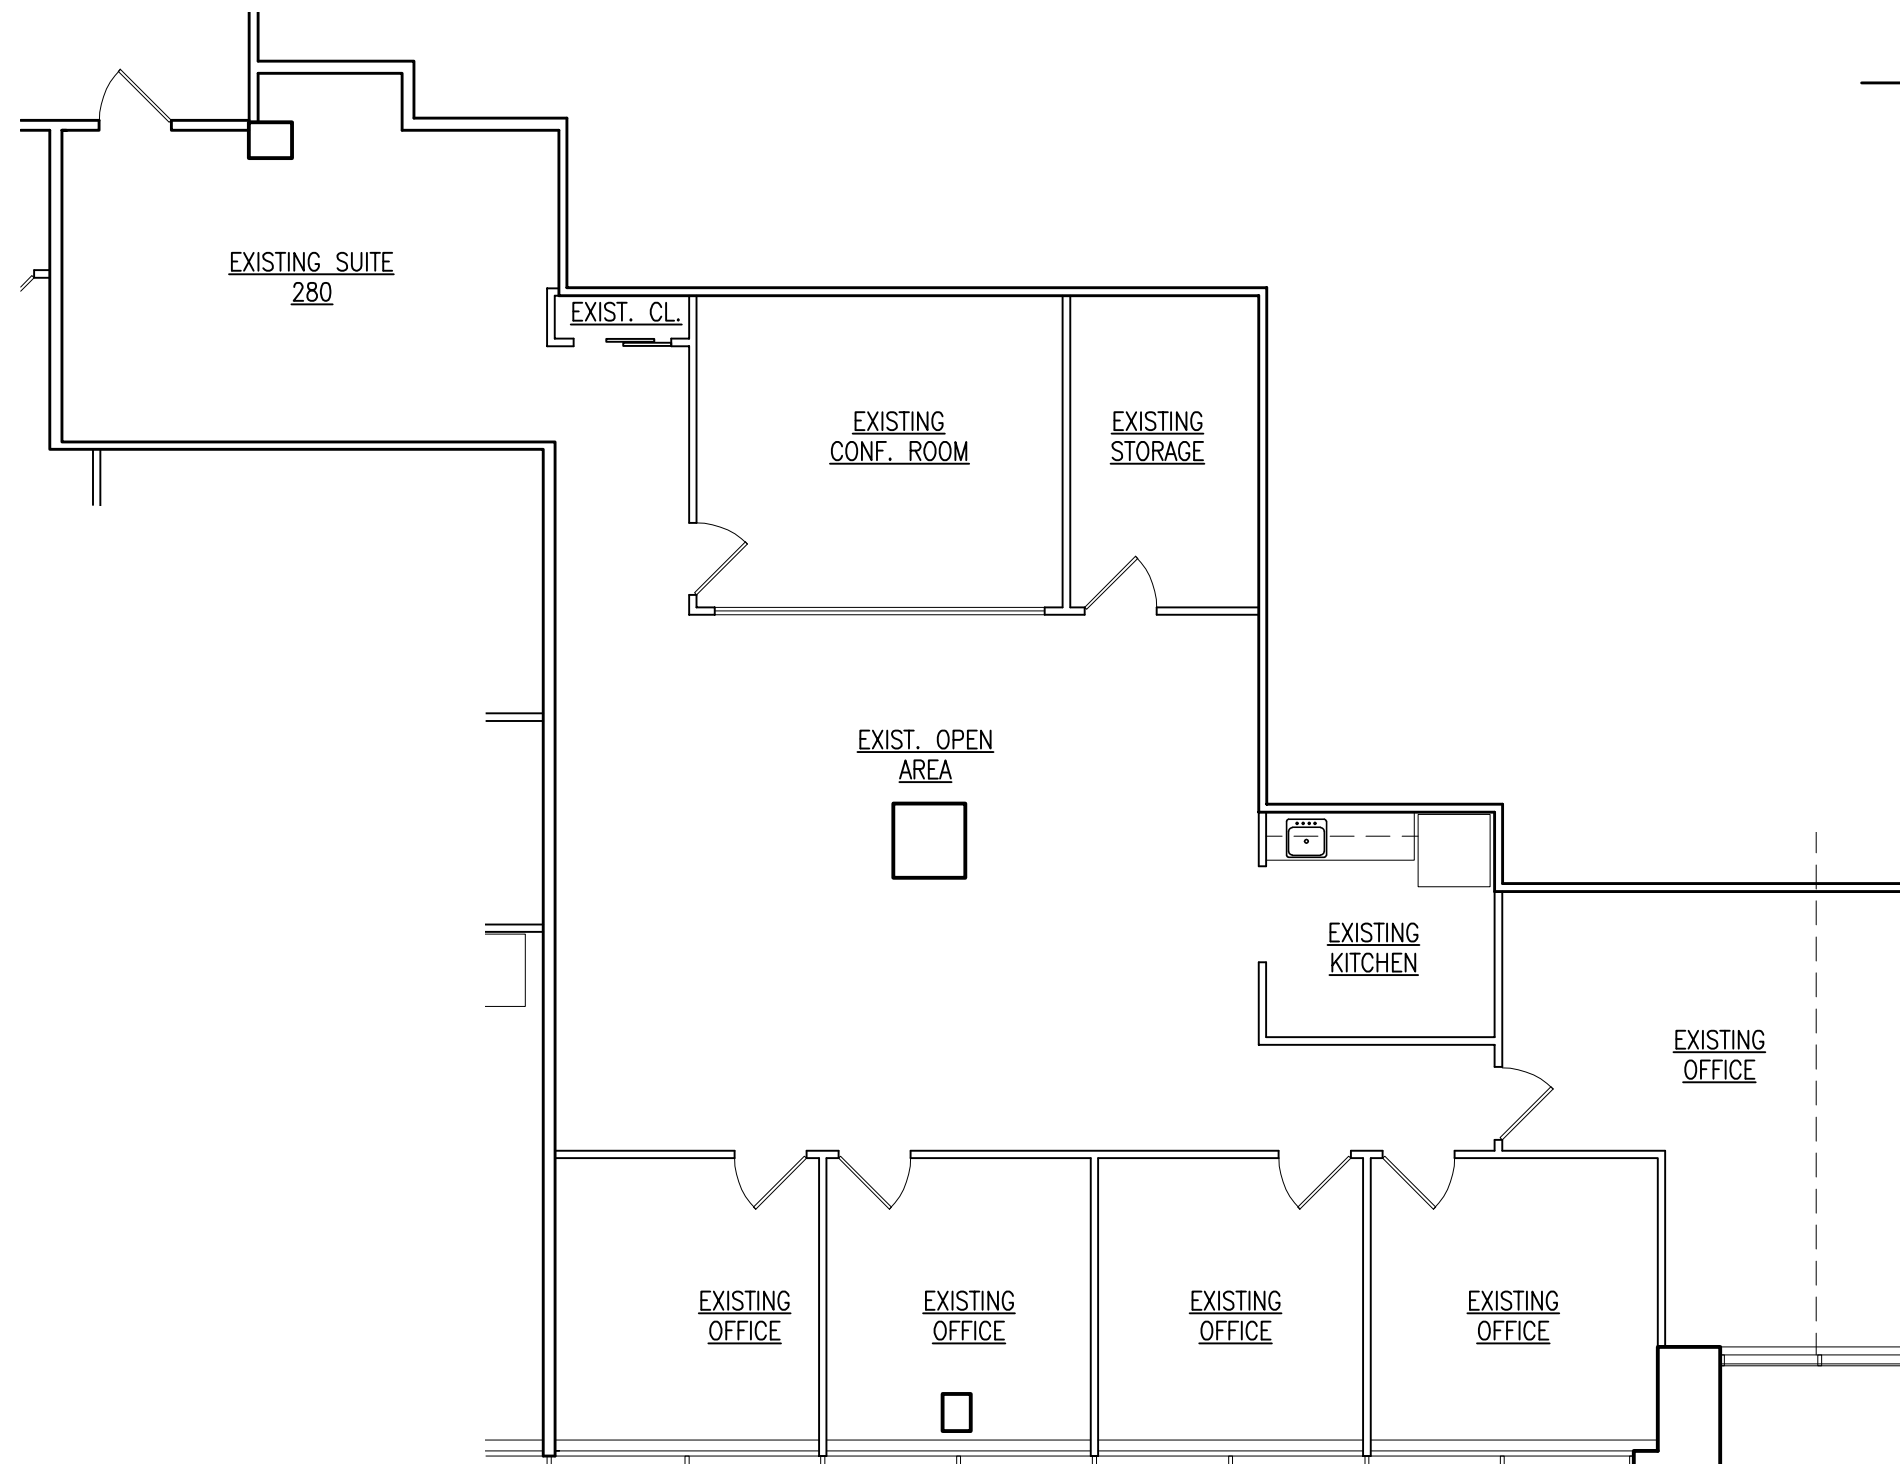 EXISTING SUITE
280
EXIST. CL.
EXISTING
CONF. ROOM
EXISTING
STORAGE
EXIST. OPEN
AREA
EXISTING
KITCHEN
EXISTING
OFFICE
EXISTING
OFFICE
EXISTING
OFFICE
EXISTING
OFFICE
EXISTING
OFFICE